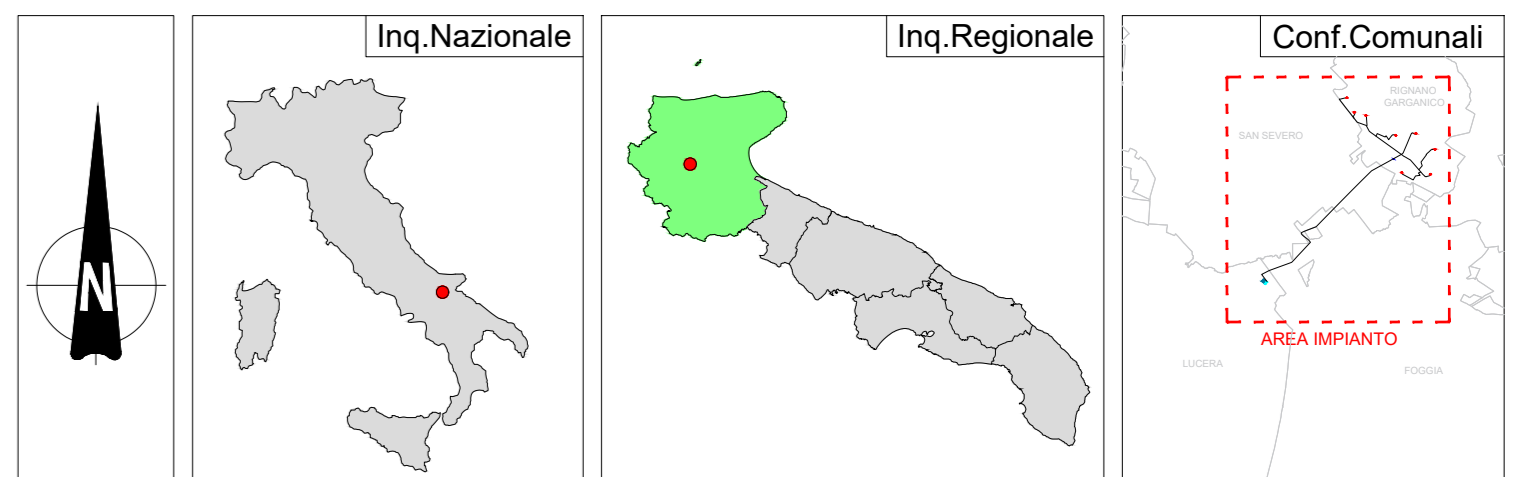 N
Inq.Nazionale
Inq.Regionale
Conf.Comunali
RIGNANO
GARGANICO
SAN SEVERO
AREA IMPIANTO
LUCERA
FOGGIA